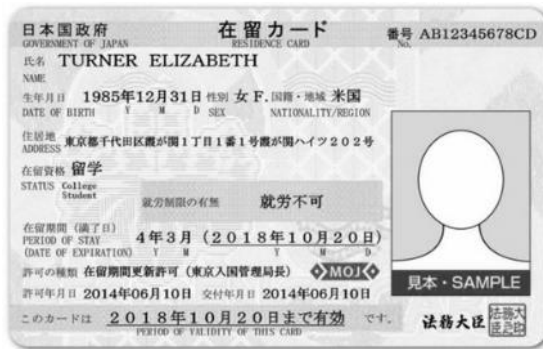 日本国政府 在留カード 番号 AB12345678CD
GOVERNMENT OF JAPAN RESIDENCE CARD No.
氏名 TURNER ELIZABETH
NAME
生年月日 1985年12月31日 性別 女 F. 国籍・地域 米国
DATE OF BIRTH Y M D SEX NATIONALITY/REGION
住居地 東京都千代田区霞が関1丁目1番1号霞が関ハイツ202号
ADDRESS
在留資格 留学
STATUS College
Student
就労制限の有無 就労不可
在留期間(満了日) 4年3月(2018年10月20日)
PERIOD OF STAY
(DATE OF EXPIRATION) Y M Y M D
許可の種類 在留期間更新許可(東京入国管理局長) MOJ
見本・SAMPLE
許可年月日 2014年06月10日 交付年月日 2014年06月10日
このカードは 2018年10月20日まで有効 です。
PERIOD OF VALIDITY OF THIS CARD
法務大臣